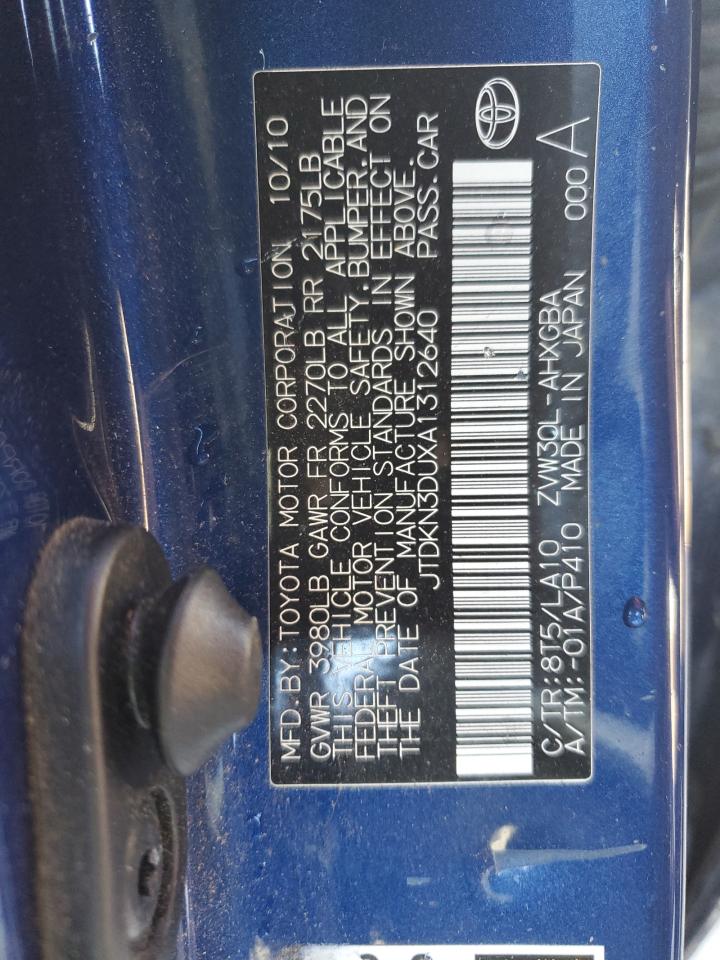 MFD.BY:TOYOTA MOTOR CORPORATION 10/10
GVWR 3980LB GAWR FR 2270LB RR 2175LB
THIS VEHICLE CONFORMS TO ALL APPLICABLE
FEDERAL MOTOR VEHICLE SAFETY,BUMPER,AND
THEFT PREVENTION STANDARDS IN EFFECT ON
THE DATE OF MANUFACTURE SHOWN ABOVE.
JTDKN3DUXA1312640 PASS.CAR
C/TR:8T5/LA10 ZVW30L-AHXGBA
A/TM:-01A/P410 MADE IN JAPAN 000 A